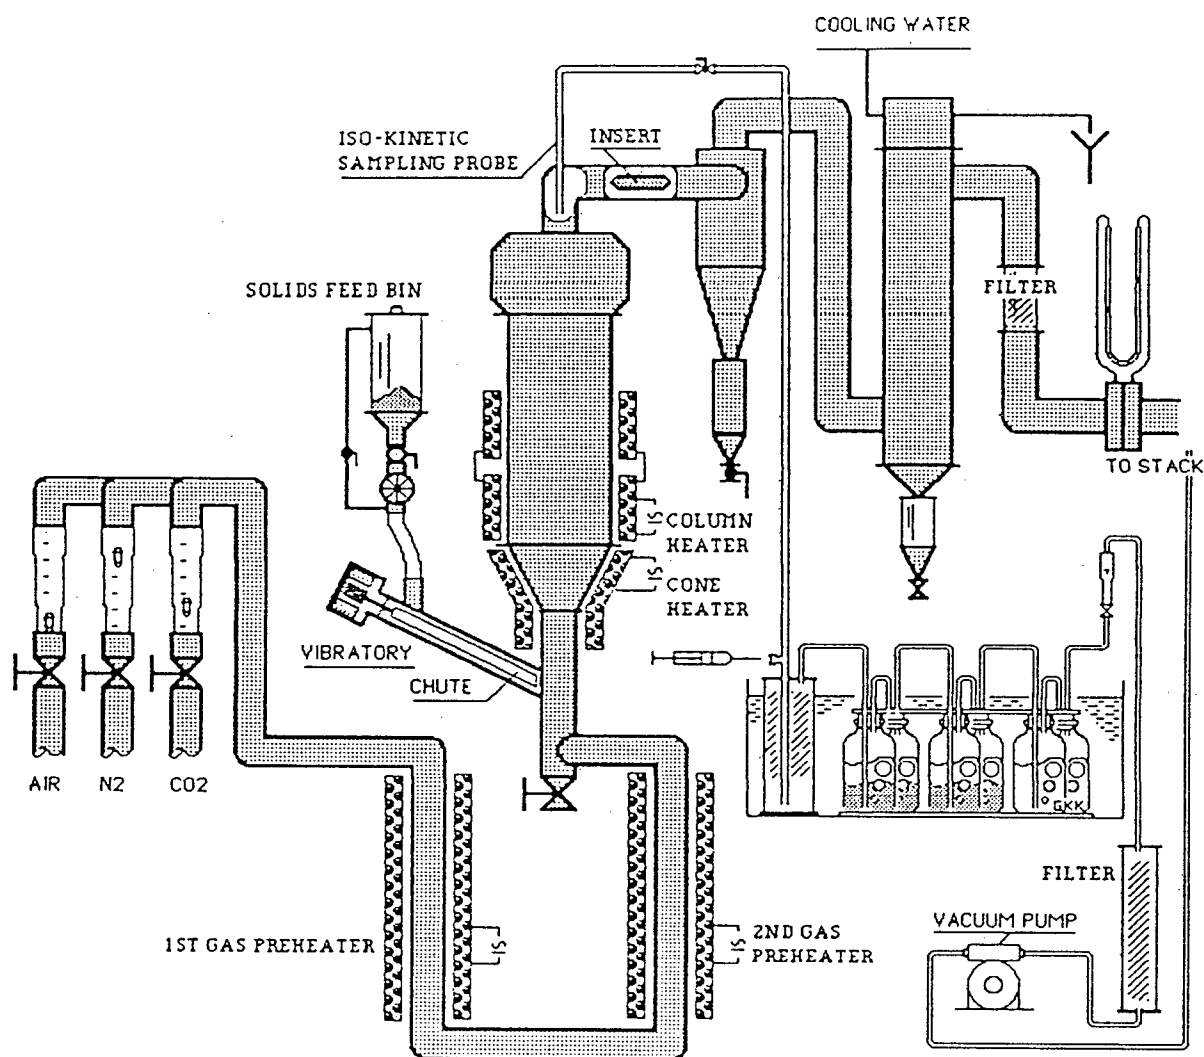 COOLING WATER
ISO-KINETIC
SAMPLING PROBE
INSERT
SOLIDS FEED BIN
FILTER
TO STACK
COLUMN
HEATER
CONE
HEATER
VIBRATORY
CHUTE
AIR
N2
CO2
GKK
FILTER
VACUUM PUMP
1ST GAS PREHEATER
2ND GAS
PREHEATER